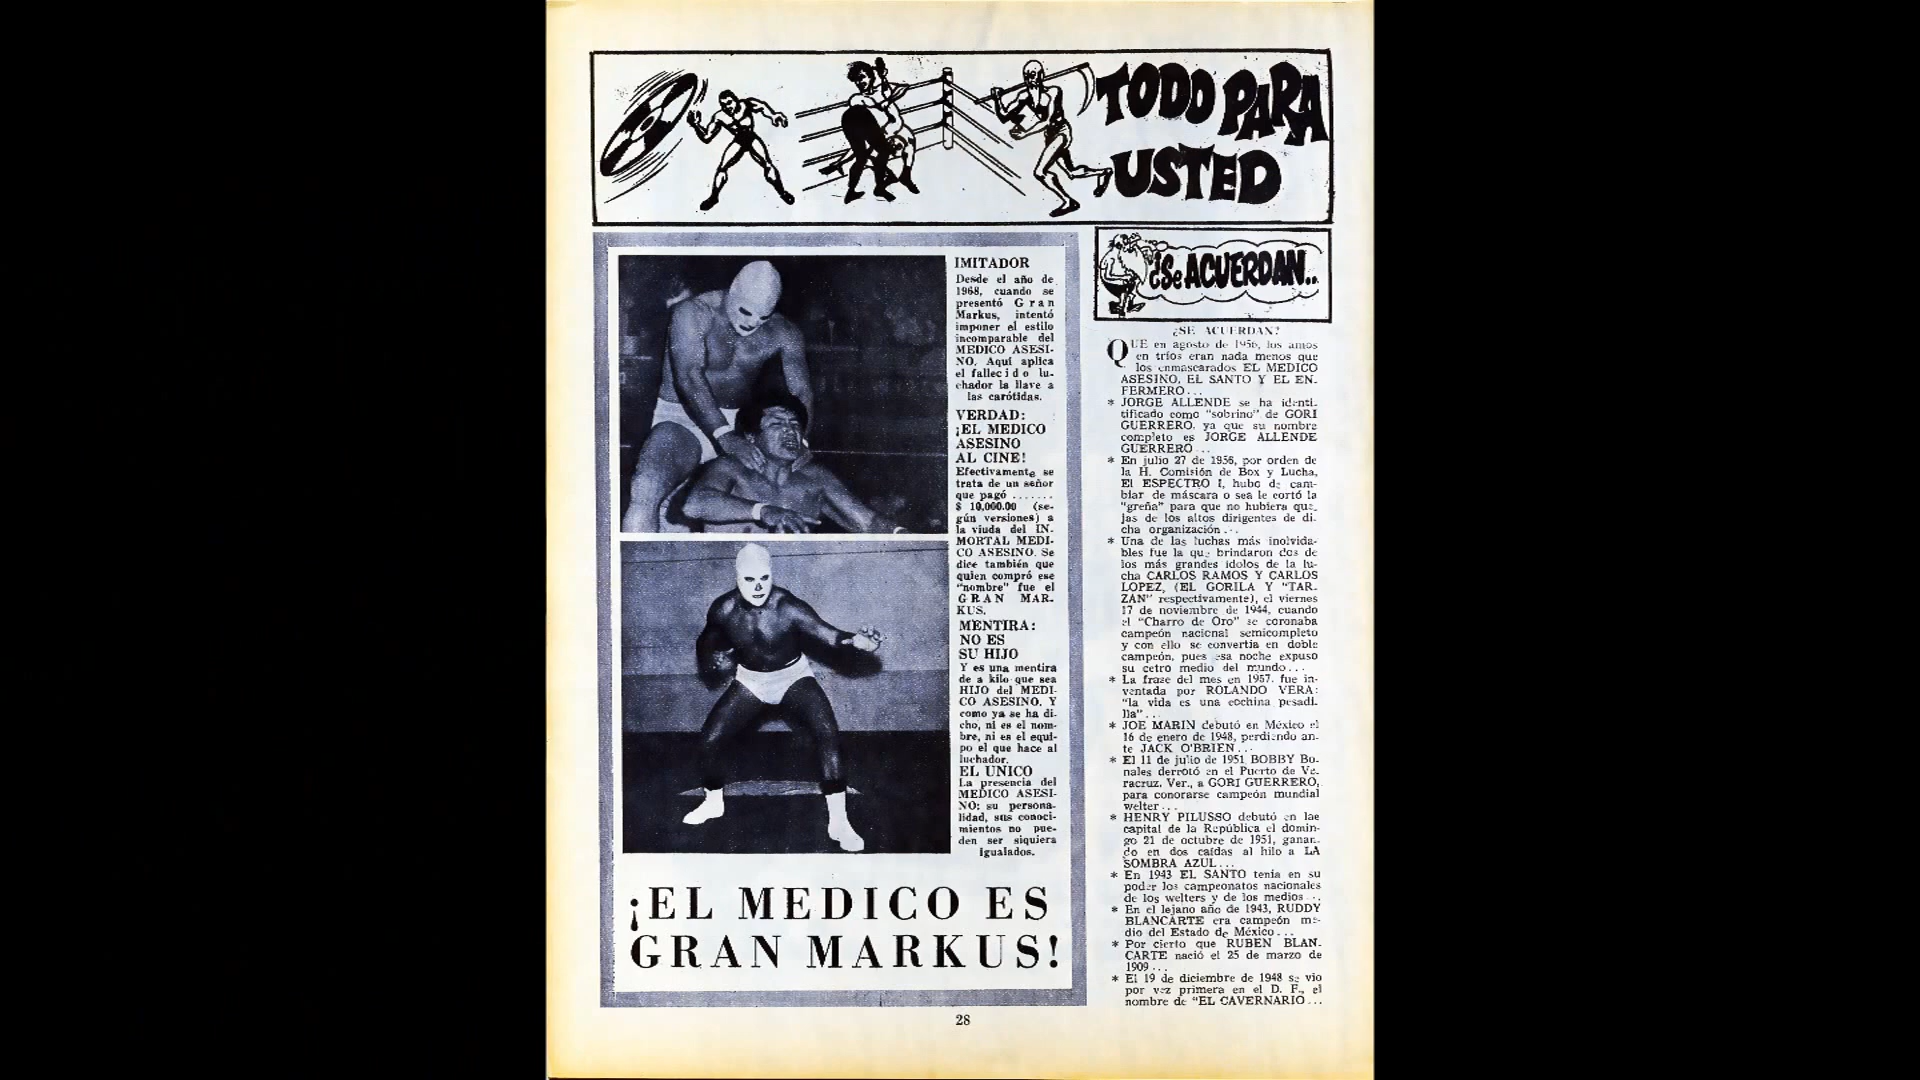 TODO PARA
USTED
IMITADOR
Desde el año de
1968, cuando se
presentó Gran
Markus, intentó
imponer el estilo
incomparable del
MEDICO ASESI-
NO. Aquí aplica
el fallecido lu-
chador la llave a
las carótidas.
VERDAD:
¡EL MEDICO
ASESINO
AL CINE!
Efectivamente se
trata de un señor
que pagó .......
$ 10,000.00 (se-
gún versiones) a
la viuda del IN-
MORTAL MEDI-
CO ASESINO. Se
dice también que
quien compró ese
"nombre" fue el
GRAN MAR-
KUS.
MENTIRA:
NO ES
SU HIJO
Y es una mentira
de a kilo que sea
HIJO del MEDI-
CO ASESINO. Y
como ya se ha di-
cho, ni es el nom-
bre, ni es el equi-
po el que hace al
luchador.
EL UNICO
La presencia del
MEDICO ASESI-
NO: su persona-
lidad, sus conoci-
mientos no pue-
den ser siquiera
igualados.
¡EL MEDICO ES
GRAN MARKUS!
¿Se ACUERDAN..
¿SE ACUERDAN?
QUE en agosto de 1956, los amos
en tríos eran nada menos que
los enmascarados EL MEDICO
ASESINO, EL SANTO Y EL EN-
FERMERO...
* JORGE ALLENDE se ha identi-
tificado como "sobrino" de GORI
GUERRERO, ya que su nombre
completo es JORGE ALLENDE
GUERRERO...
* En julio 27 de 1956, por orden de
la H. Comisión de Box y Lucha,
El ESPECTRO I, hubo de cam-
biar de máscara o sea le cortó la
"greña" para que no hubiera que-
jas de los altos dirigentes de di-
cha organización...
* Una de las luchas más inolvida-
bles fue la que brindaron dos de
los más grandes ídolos de la lu-
cha CARLOS RAMOS Y CARLOS
LOPEZ, (EL GORILA Y "TAR-
ZAN" respectivamente), el viernes
17 de noviembre de 1944, cuando
el "Charro de Oro" se coronaba
campeón nacional semicompleto
y con ello se convertía en doble
campeón, pues esa noche expuso
su cetro medio del mundo...
* La frase del mes en 1957, fue in-
ventada por ROLANDO VERA:
"la vida es una cochina pesadi-
lla"...
* JOE MARIN debutó en México el
16 de enero de 1948, perdiendo an-
te JACK O'BRIEN...
* El 11 de julio de 1951 BOBBY Bo-
nales derrotó en el Puerto de Ve-
racruz, Ver., a GORI GUERRERO,
para conorarse campeón mundial
welter...
* HENRY PILUSSO debutó en lae
capital de la República el domin-
go 21 de octubre de 1951, ganan-
do en dos caídas al hilo a LA
SOMBRA AZUL...
* En 1943 EL SANTO tenía en su
poder los campeonatos nacionales
de los welters y de los medios...
* En el lejano año de 1943, RUDDY
BLANCARTE era campeón me-
dio del Estado de México...
* Por cierto que RUBEN BLAN-
CARTE nació el 25 de marzo de
1909...
* El 19 de diciembre de 1948 se vio
por vez primera en el D. F., el
nombre de "EL CAVERNARIO...
28